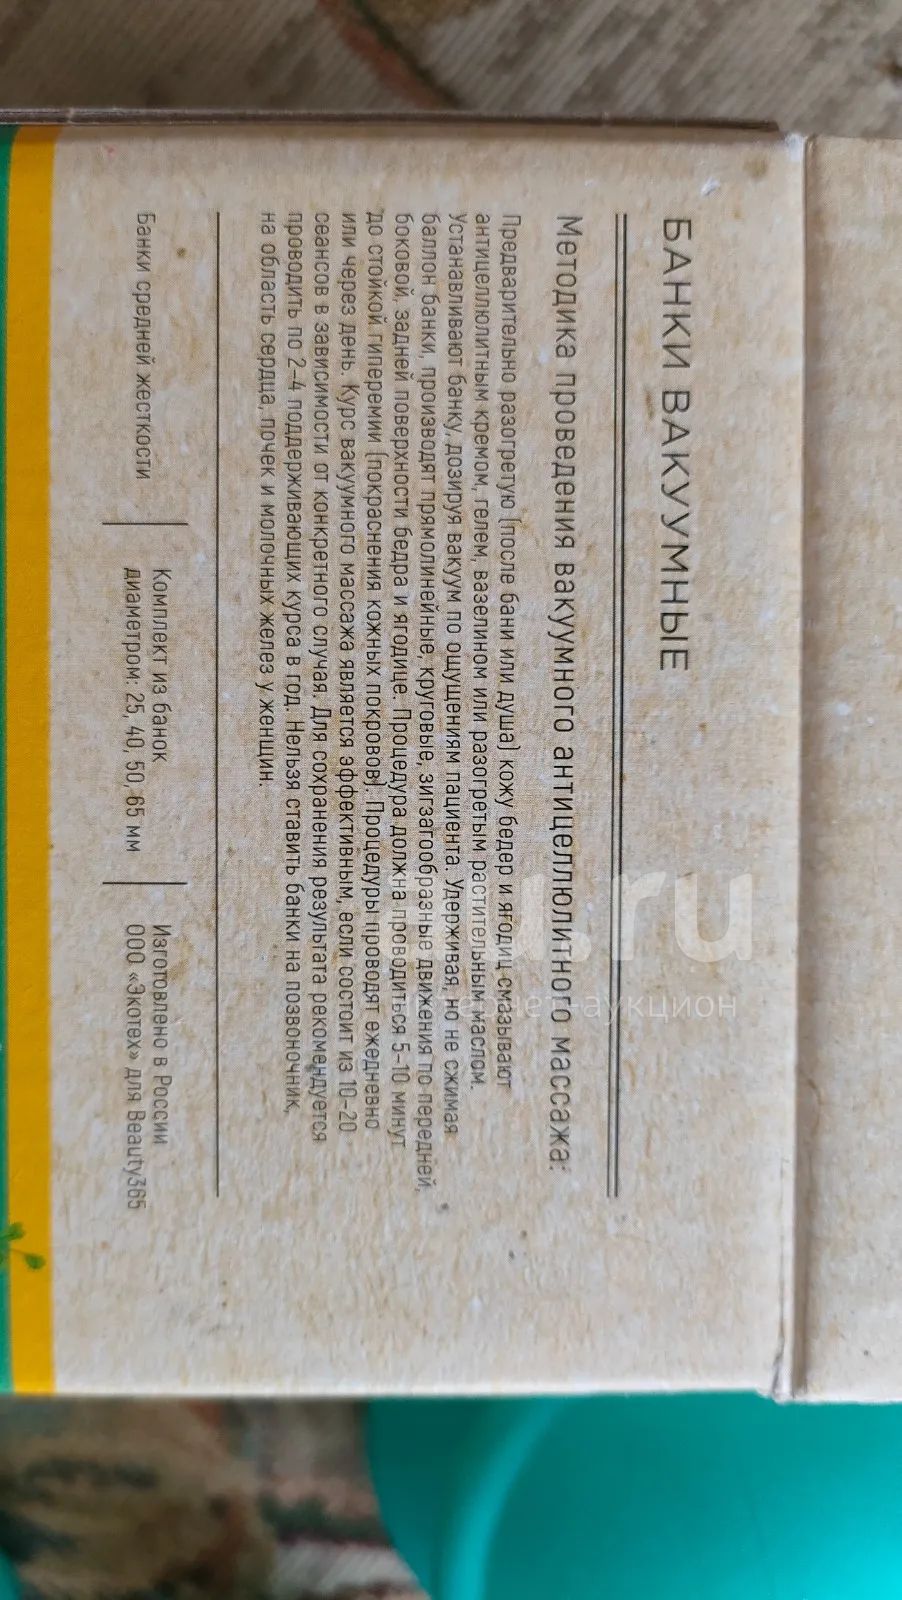 БАНКИ ВАКУУМНЫЕ
Методика проведения вакуумного антицеллюлитного массажа:
Предварительно разогретую (после бани или душа) кожу бедер и ягодиц смазывают
антицеллюлитным кремом, гелем, вазелином или разогретым растительным маслом.
Устанавливают банку, дозируя вакуум по ощущениям пациента. Удерживая, но не сжимая
баллон банки, производят прямолинейные, круговые, зигзагообразные движения по передней,
боковой, задней поверхности бедра и ягодице. Процедура должна проводиться 5-10 минут
до стойкой гиперемии (покраснения кожных покровов). Процедуры проводят ежедневно
или через день. Курс вакуумного массажа является эффективным, если состоит из 10-20
сеансов в зависимости от конкретного случая. Для сохранения результата рекомендуется
проводить по 2-4 поддерживающих курса в год. Нельзя ставить банки на позвоночник,
на область сердца, почек и молочных желез у женщин.
Банки средней жесткости
Комплект из банок
диаметром: 25, 40, 50, 65 мм
Изготовлено в России
ООО «Экотех» для Beauty365
au.ru
интернет-аукцион